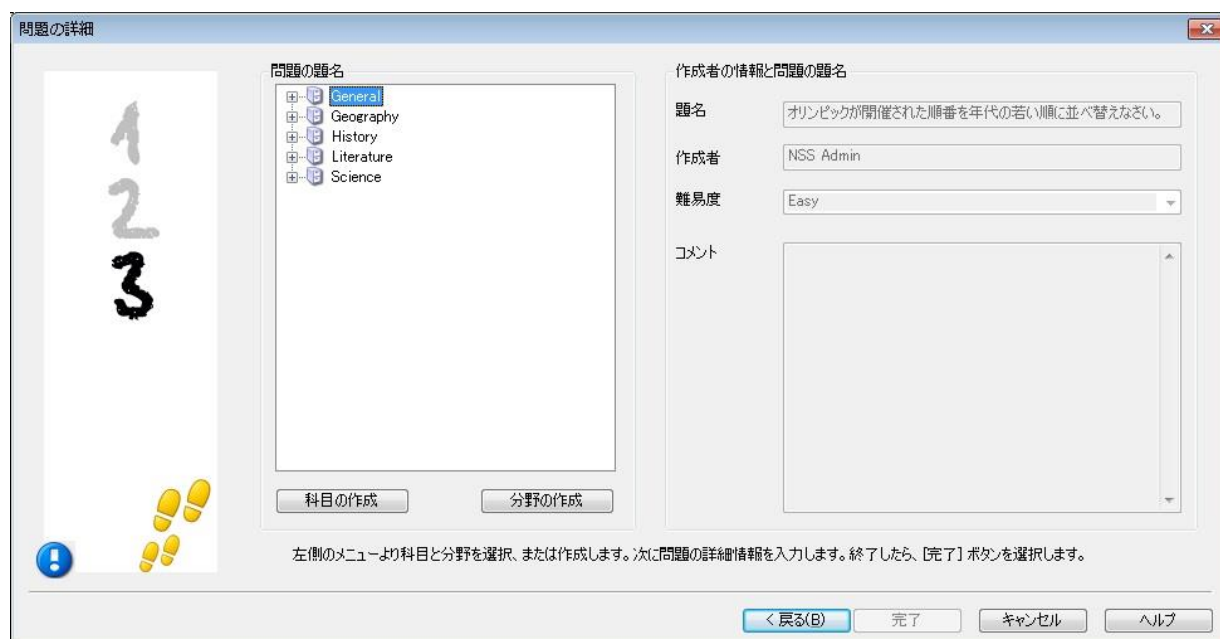 問題の詳細
1
2
3
問題の題名
General
Geography
History
Literature
Science
科目の作成
分野の作成
作成者の情報と問題の題名
題名
オリンピックが開催された順番を年代の若い順に並べ替えなさい。
作成者
NSS Admin
難易度
Easy
コメント
左側のメニューより科目と分野を選択、または作成します。次に問題の詳細情報を入力します。終了したら、[完了] ボタンを選択します。
< 戻る(B)
完了
キャンセル
ヘルプ